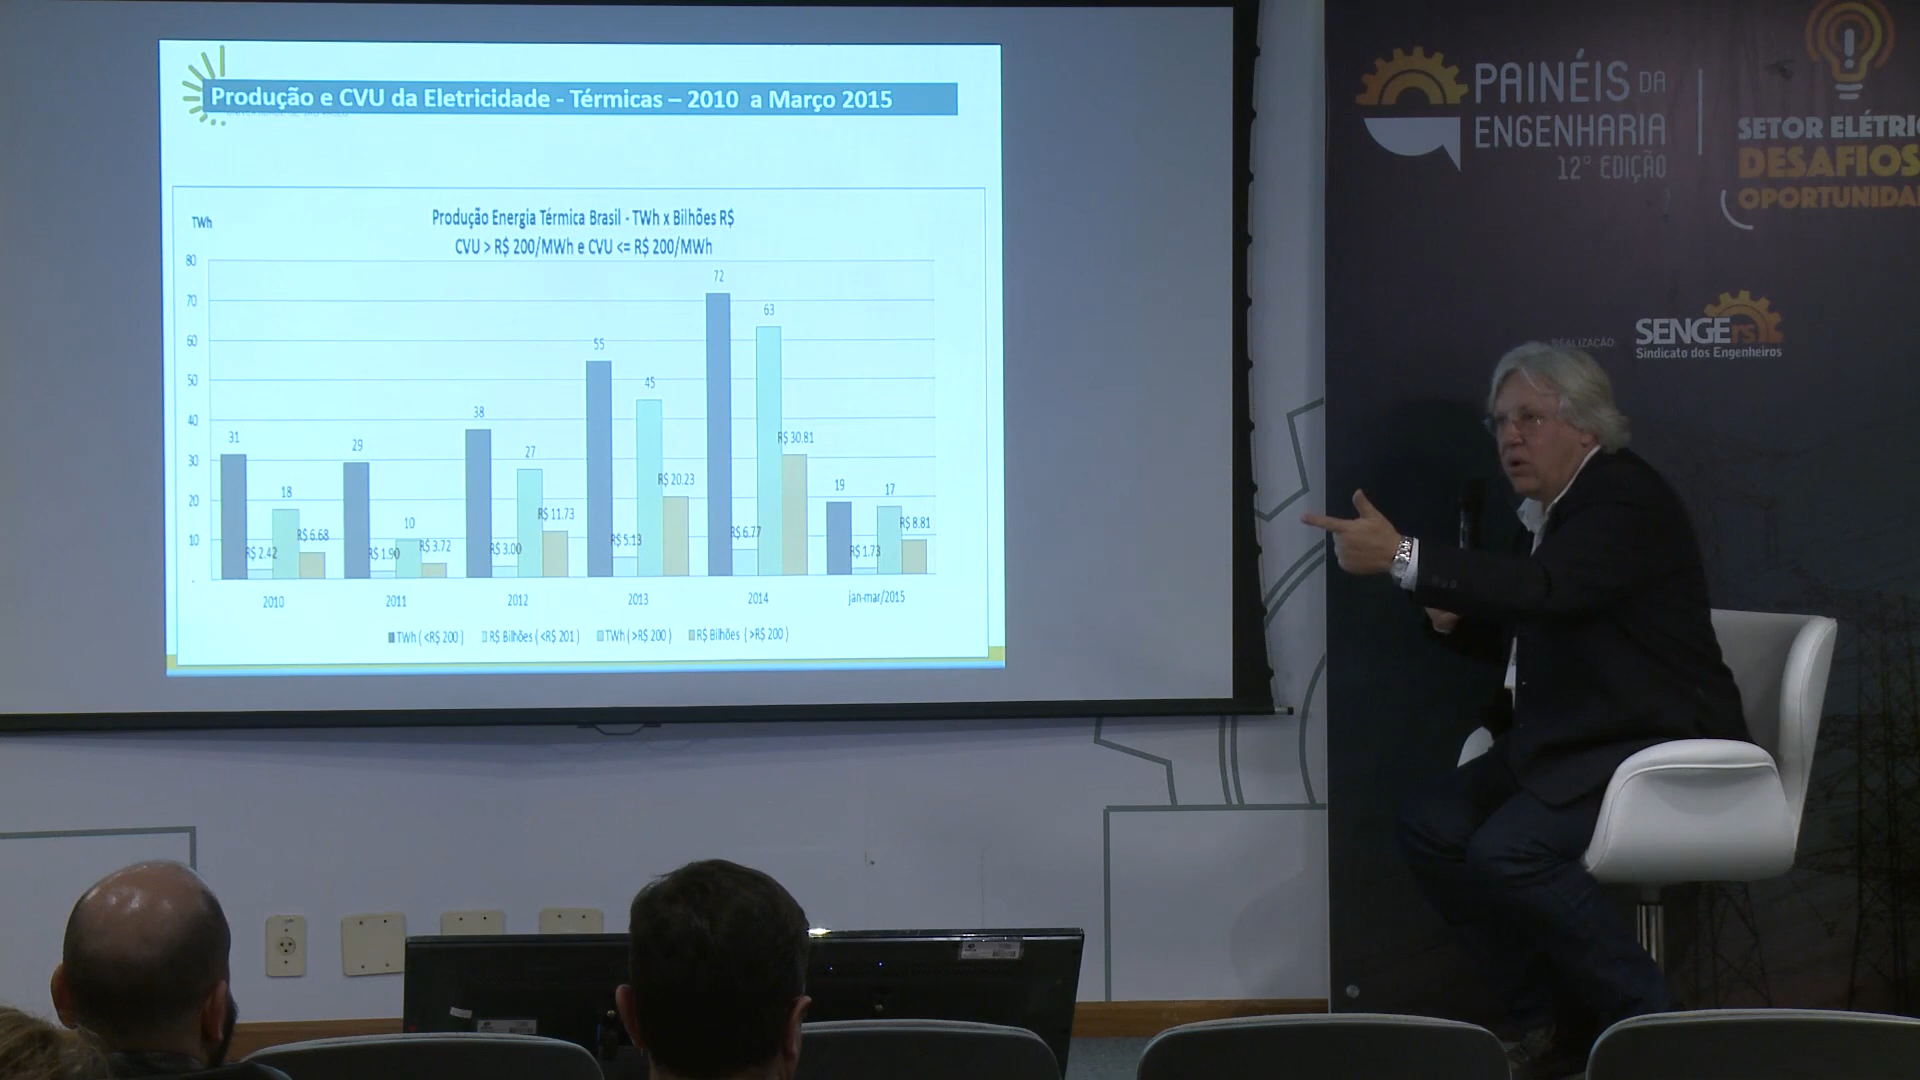 Produção e CVU da Eletricidade - Térmicas – 2010 a Março 2015
TWh
Produção Energia Térmica Brasil - TWh x Bilhões R$
CVU > R$ 200/MWh e CVU <= R$ 200/MWh
80
70
60
50
40
30
20
10
-
31
R$ 2.42
18
R$ 6.68
29
R$ 1.90
10
R$ 3.72
38
R$ 3.00
27
R$ 11.73
55
R$ 5.13
45
R$ 20.23
72
R$ 6.77
63
R$ 30.81
19
R$ 1.73
17
R$ 8.81
2010
2011
2012
2013
2014
jan-mar/2015
TWh ( <R$ 200 )
R$ Bilhões ( <R$ 201 )
TWh ( >R$ 200 )
R$ Bilhões ( >R$ 200 )
PAINÉIS DA
ENGENHARIA
12ª EDIÇÃO
SETOR ELÉTRI
DESAFIOS
OPORTUNIDA
REALIZAÇÃO:
SENGE rs
Sindicato dos Engenheiros